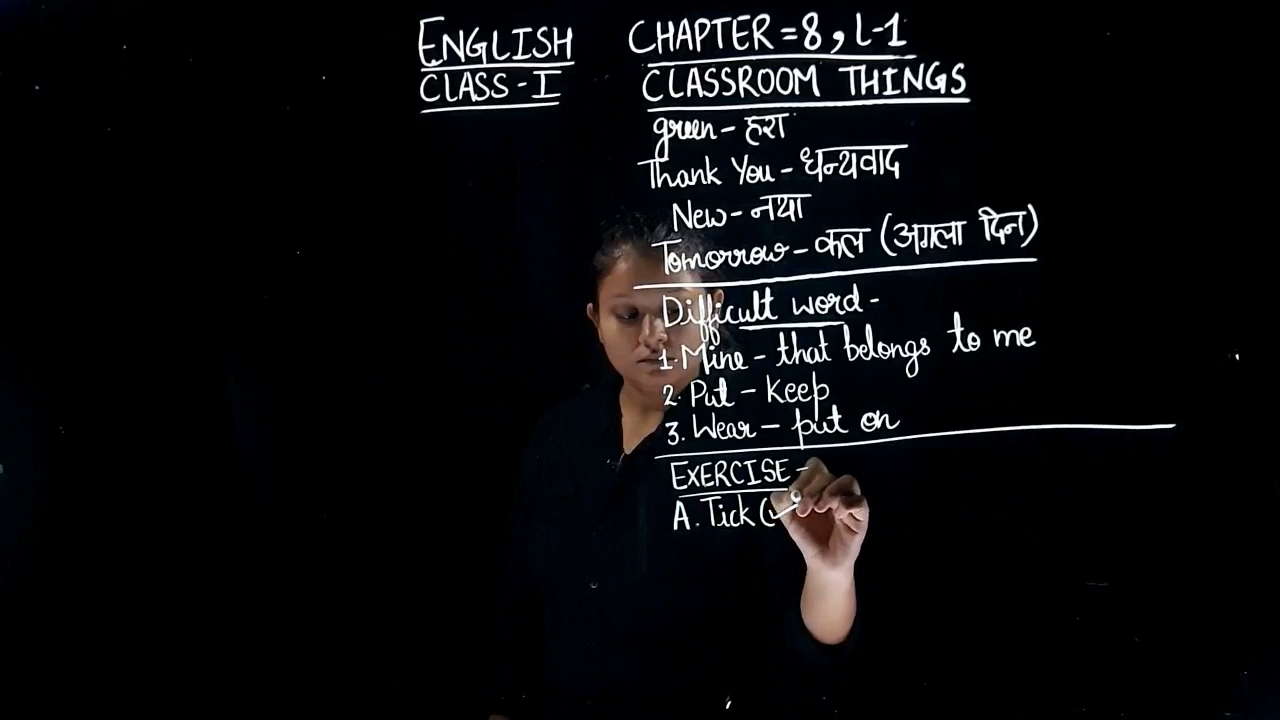 ENGLISH
CLASS-I
CHAPTER=8, L-1
CLASSROOM THINGS
green- हरा
Thank You - धन्यवाद
New- नया
Tomorrow - कल (अगला दिन)
Difficult word -
1. Mine - that belongs to me
2. Put - Keep
3. Wear - put on
EXERCISE -
A. Tick (✓